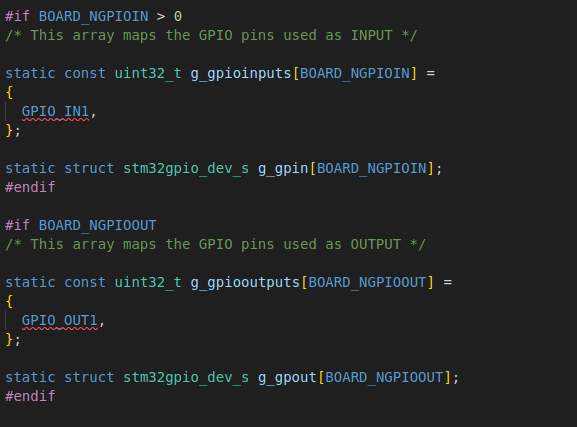 #if BOARD_NGPIOIN > 0
/* This array maps the GPIO pins used as INPUT */
static const uint32_t g_gpioinputs[BOARD_NGPIOIN] =
{
  GPIO_IN1,
};
static struct stm32gpio_dev_s g_gpin[BOARD_NGPIOIN];
#endif
#if BOARD_NGPIOOUT
/* This array maps the GPIO pins used as OUTPUT */
static const uint32_t g_gpiooutputs[BOARD_NGPIOOUT] =
{
  GPIO_OUT1,
};
static struct stm32gpio_dev_s g_gpout[BOARD_NGPIOOUT];
#endif